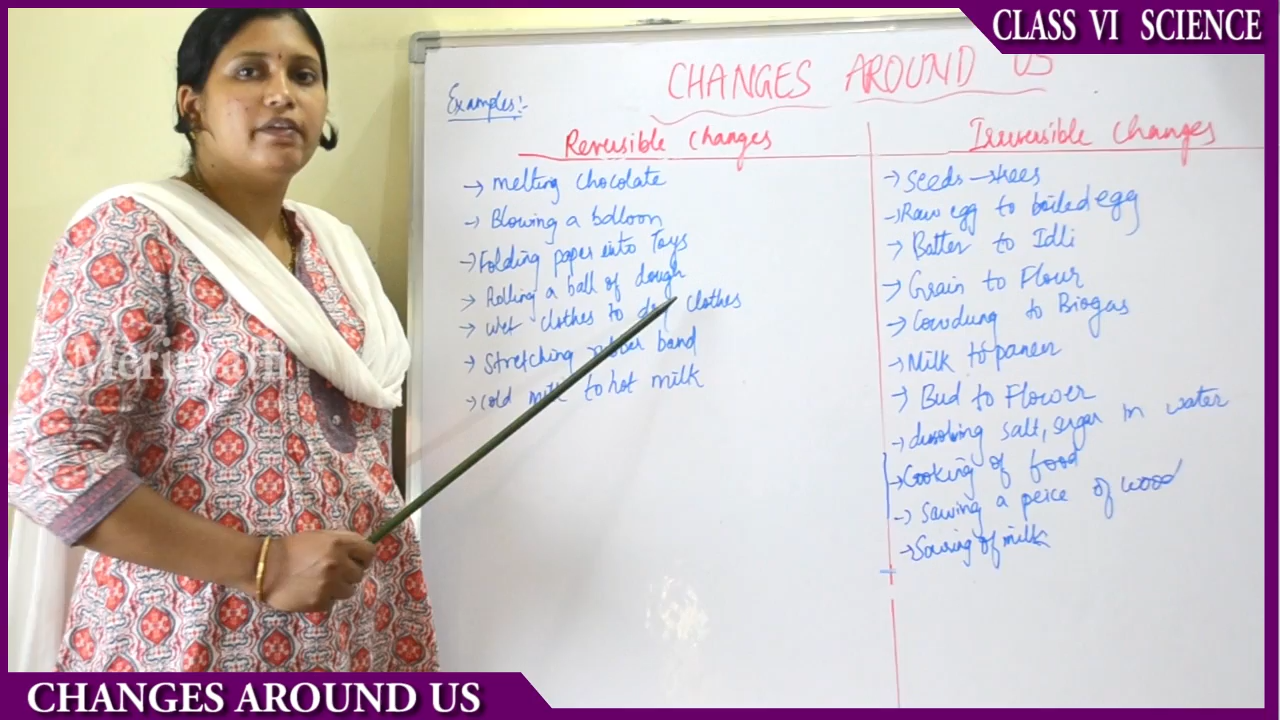 CLASS VI SCIENCE
CHANGES AROUND US
Examples:-
Reversible Changes
→ Melting chocolate
→ Blowing a balloon
→ Folding paper into Toys
→ Rolling a ball of dough
→ Wet clothes to dry clothes
→ Stretching rubber band
→ Cold milk to hot milk
Irreversible Changes
→ Seeds → trees
→ Raw egg to boiled egg
→ Batter to Idli
→ Grain to Flour
→ Cowdung to Biogas
→ Milk to paneer
→ Bud to Flower
→ dissolving salt, sugar in water
→ Cooking of food
→ Sawing a peice of wood
→ Souring of milk
CHANGES AROUND US